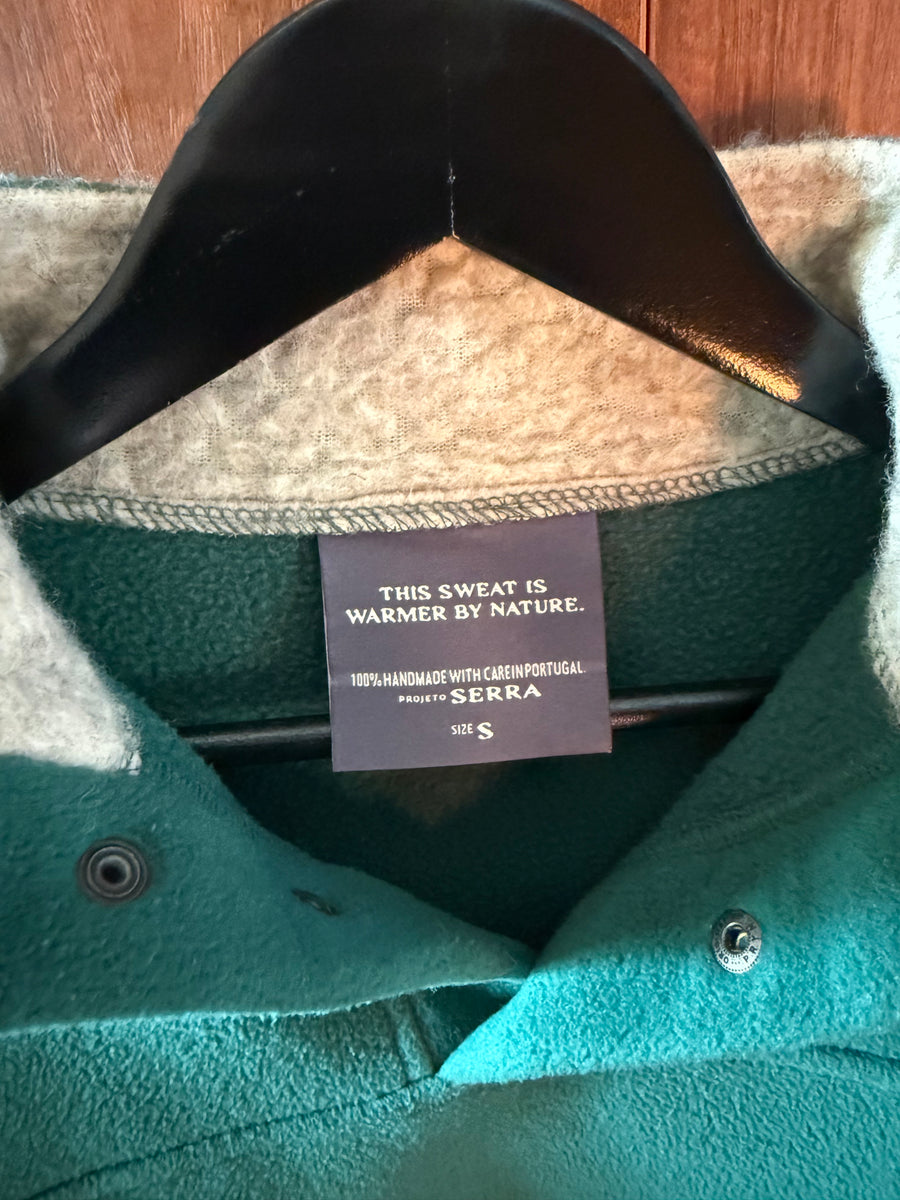 THIS SWEAT IS
WARMER BY NATURE.
100% HANDMADE WITH CARE IN PORTUGAL.
PROJETO SERRA
SIZE S